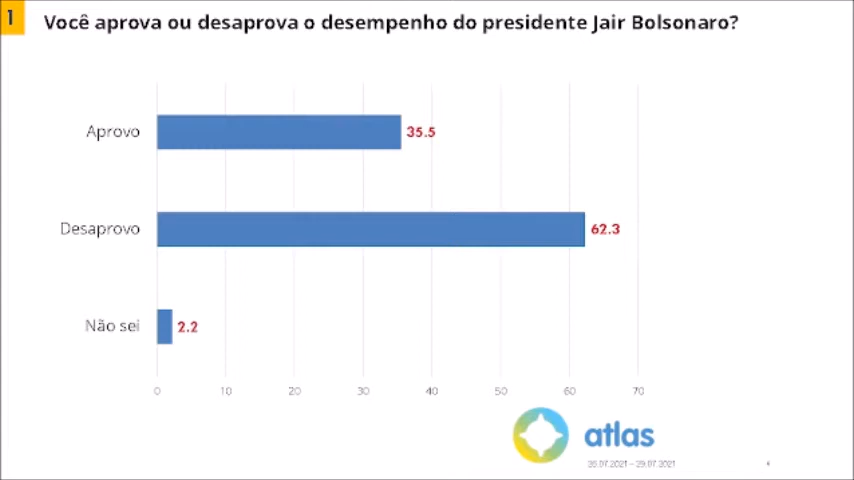 1
Você aprova ou desaprova o desempenho do presidente Jair Bolsonaro?
Aprovo 35.5
Desaprovo 62.3
Não sei 2.2
0 10 20 30 40 50 60 70
atlas
26.07.2021 – 29.07.2021